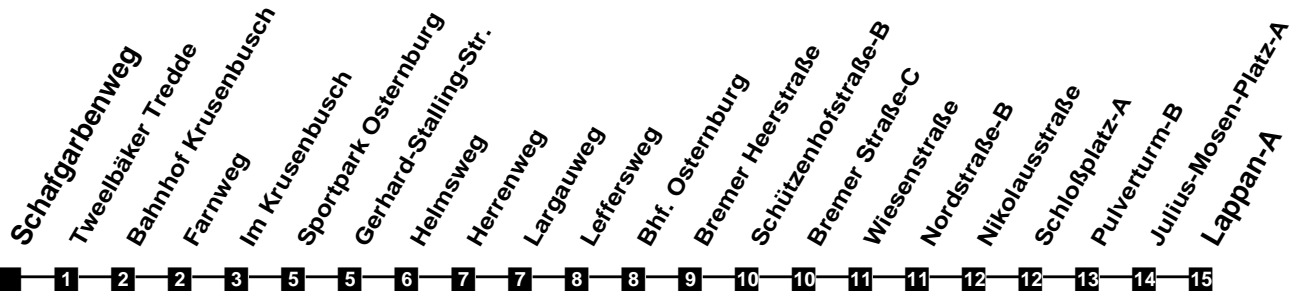 Schafgarbenweg
Tweelbäker Tredde
Bahnhof Krusenbusch
Farnweg
Im Krusenbusch
Sportpark Osternburg
Gerhard-Stalling-Str.
Helmsweg
Herrenweg
Largauweg
Leffersweg
Bhf. Osternburg
Bremer Heerstraße
Schützenhofstraße-B
Bremer Straße-C
Wiesenstraße
Nordstraße-B
Nikolausstraße
Schloßplatz-A
Pulverturm-B
Julius-Mosen-Platz-A
Lappan-A
1 2 2 3 5 5 6 7 7 8 8 9 10 10 11 11 12 12 13 14 15